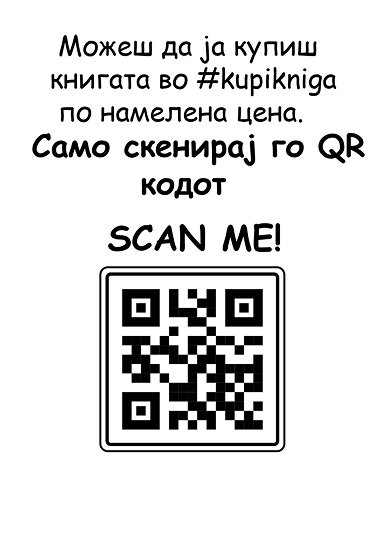 Можеш да ја купиш
книгата во #kupikniga
по намелена цена.
Само скенирај го QR
кодот
SCAN ME!